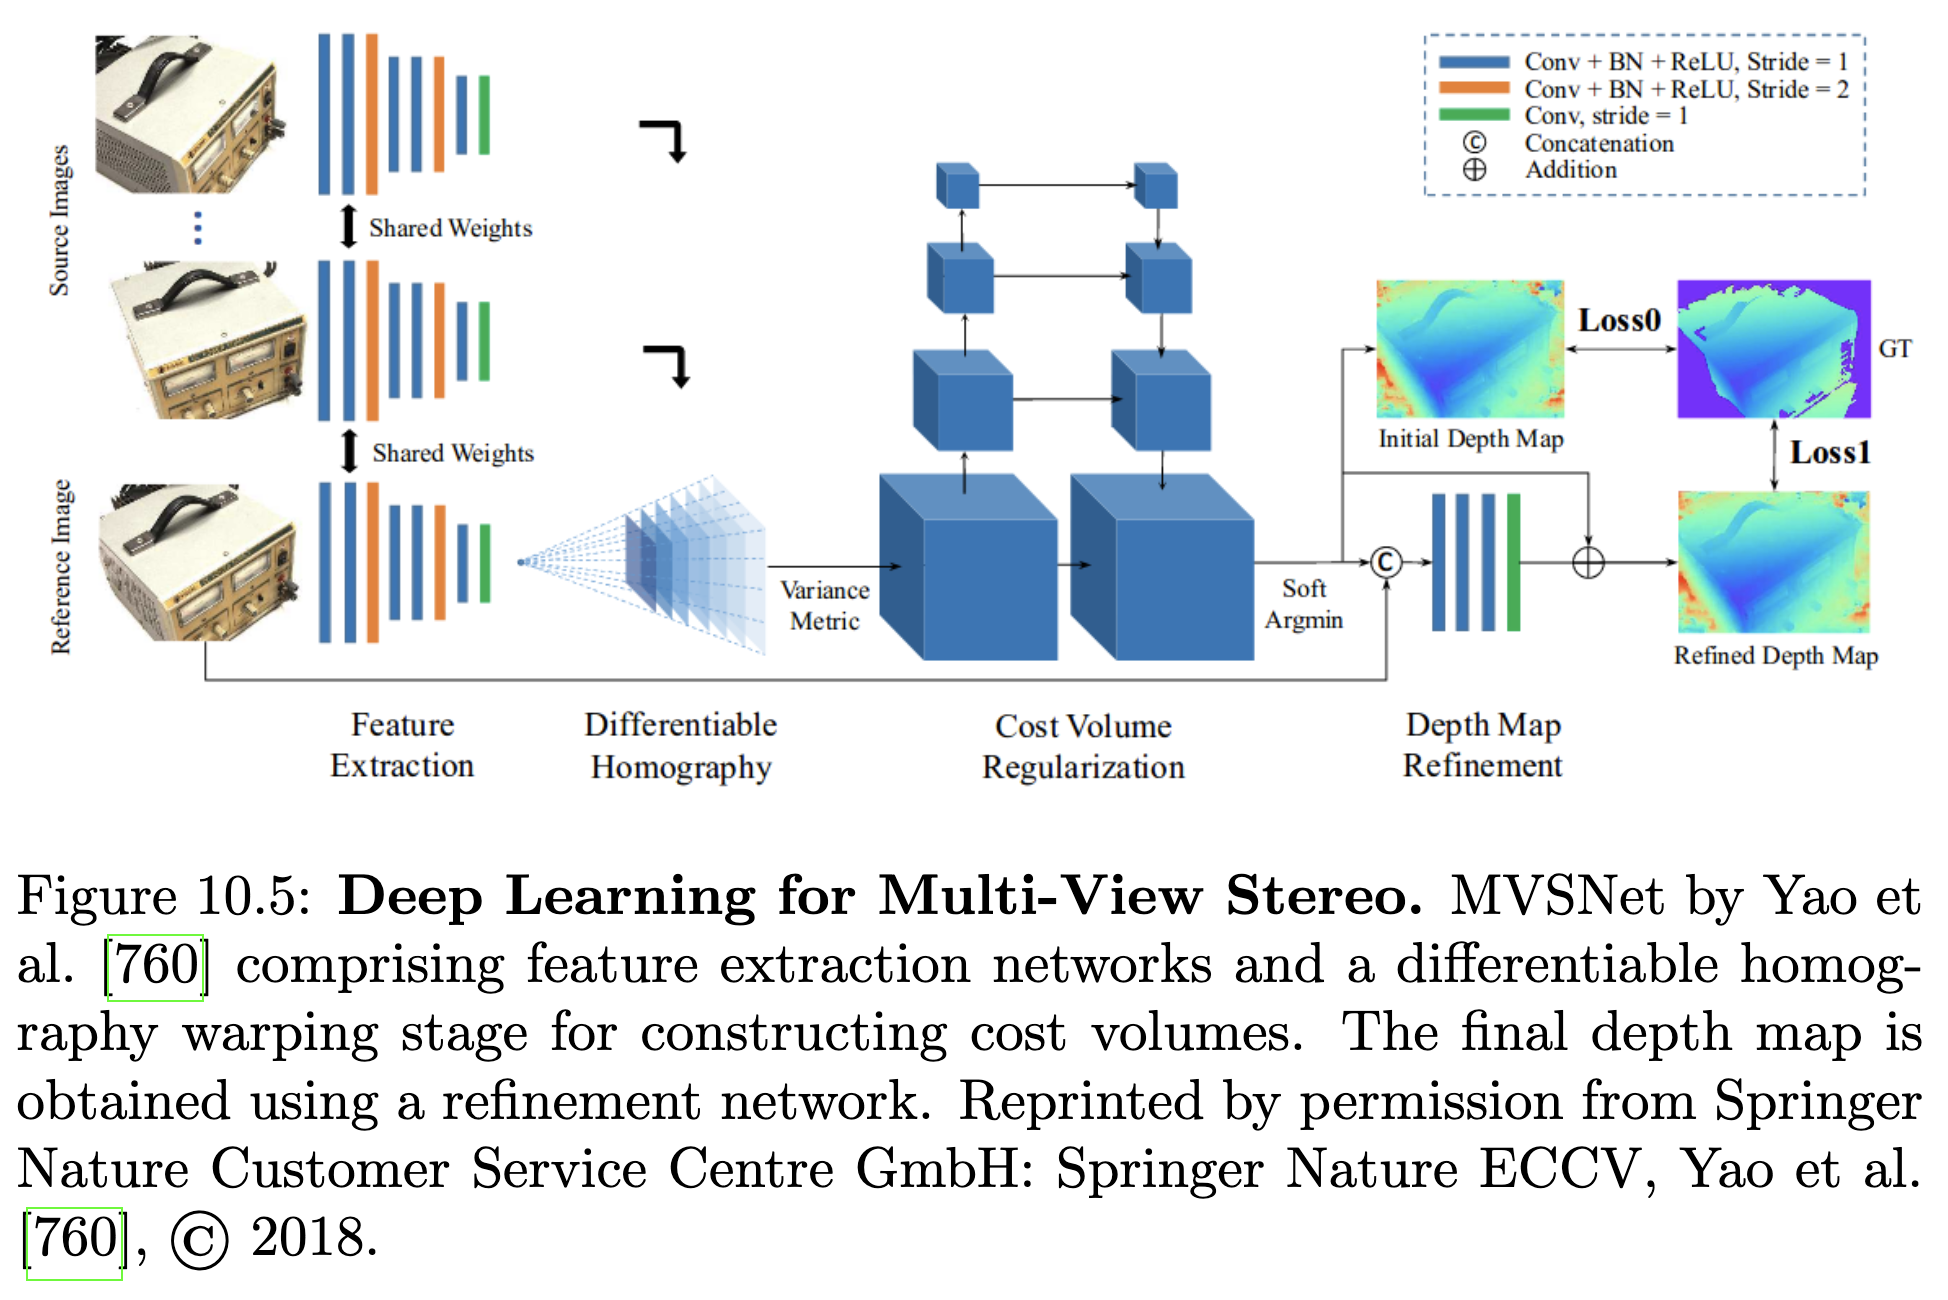 Source Images
Reference Image
Shared Weights
Shared Weights
Conv + BN + ReLU, Stride = 1
Conv + BN + ReLU, Stride = 2
Conv, stride = 1
C
Concatenation
Addition
Variance
Metric
Soft
Argmin
C
Initial Depth Map
Loss0
GT
Loss1
Refined Depth Map
Feature
Extraction
Differentiable
Homography
Cost Volume
Regularization
Depth Map
Refinement
Figure 10.5: Deep Learning for Multi-View Stereo. MVSNet by Yao et
al. [760] comprising feature extraction networks and a differentiable homog-
raphy warping stage for constructing cost volumes. The final depth map is
obtained using a refinement network. Reprinted by permission from Springer
Nature Customer Service Centre GmbH: Springer Nature ECCV, Yao et al.
[760], © 2018.